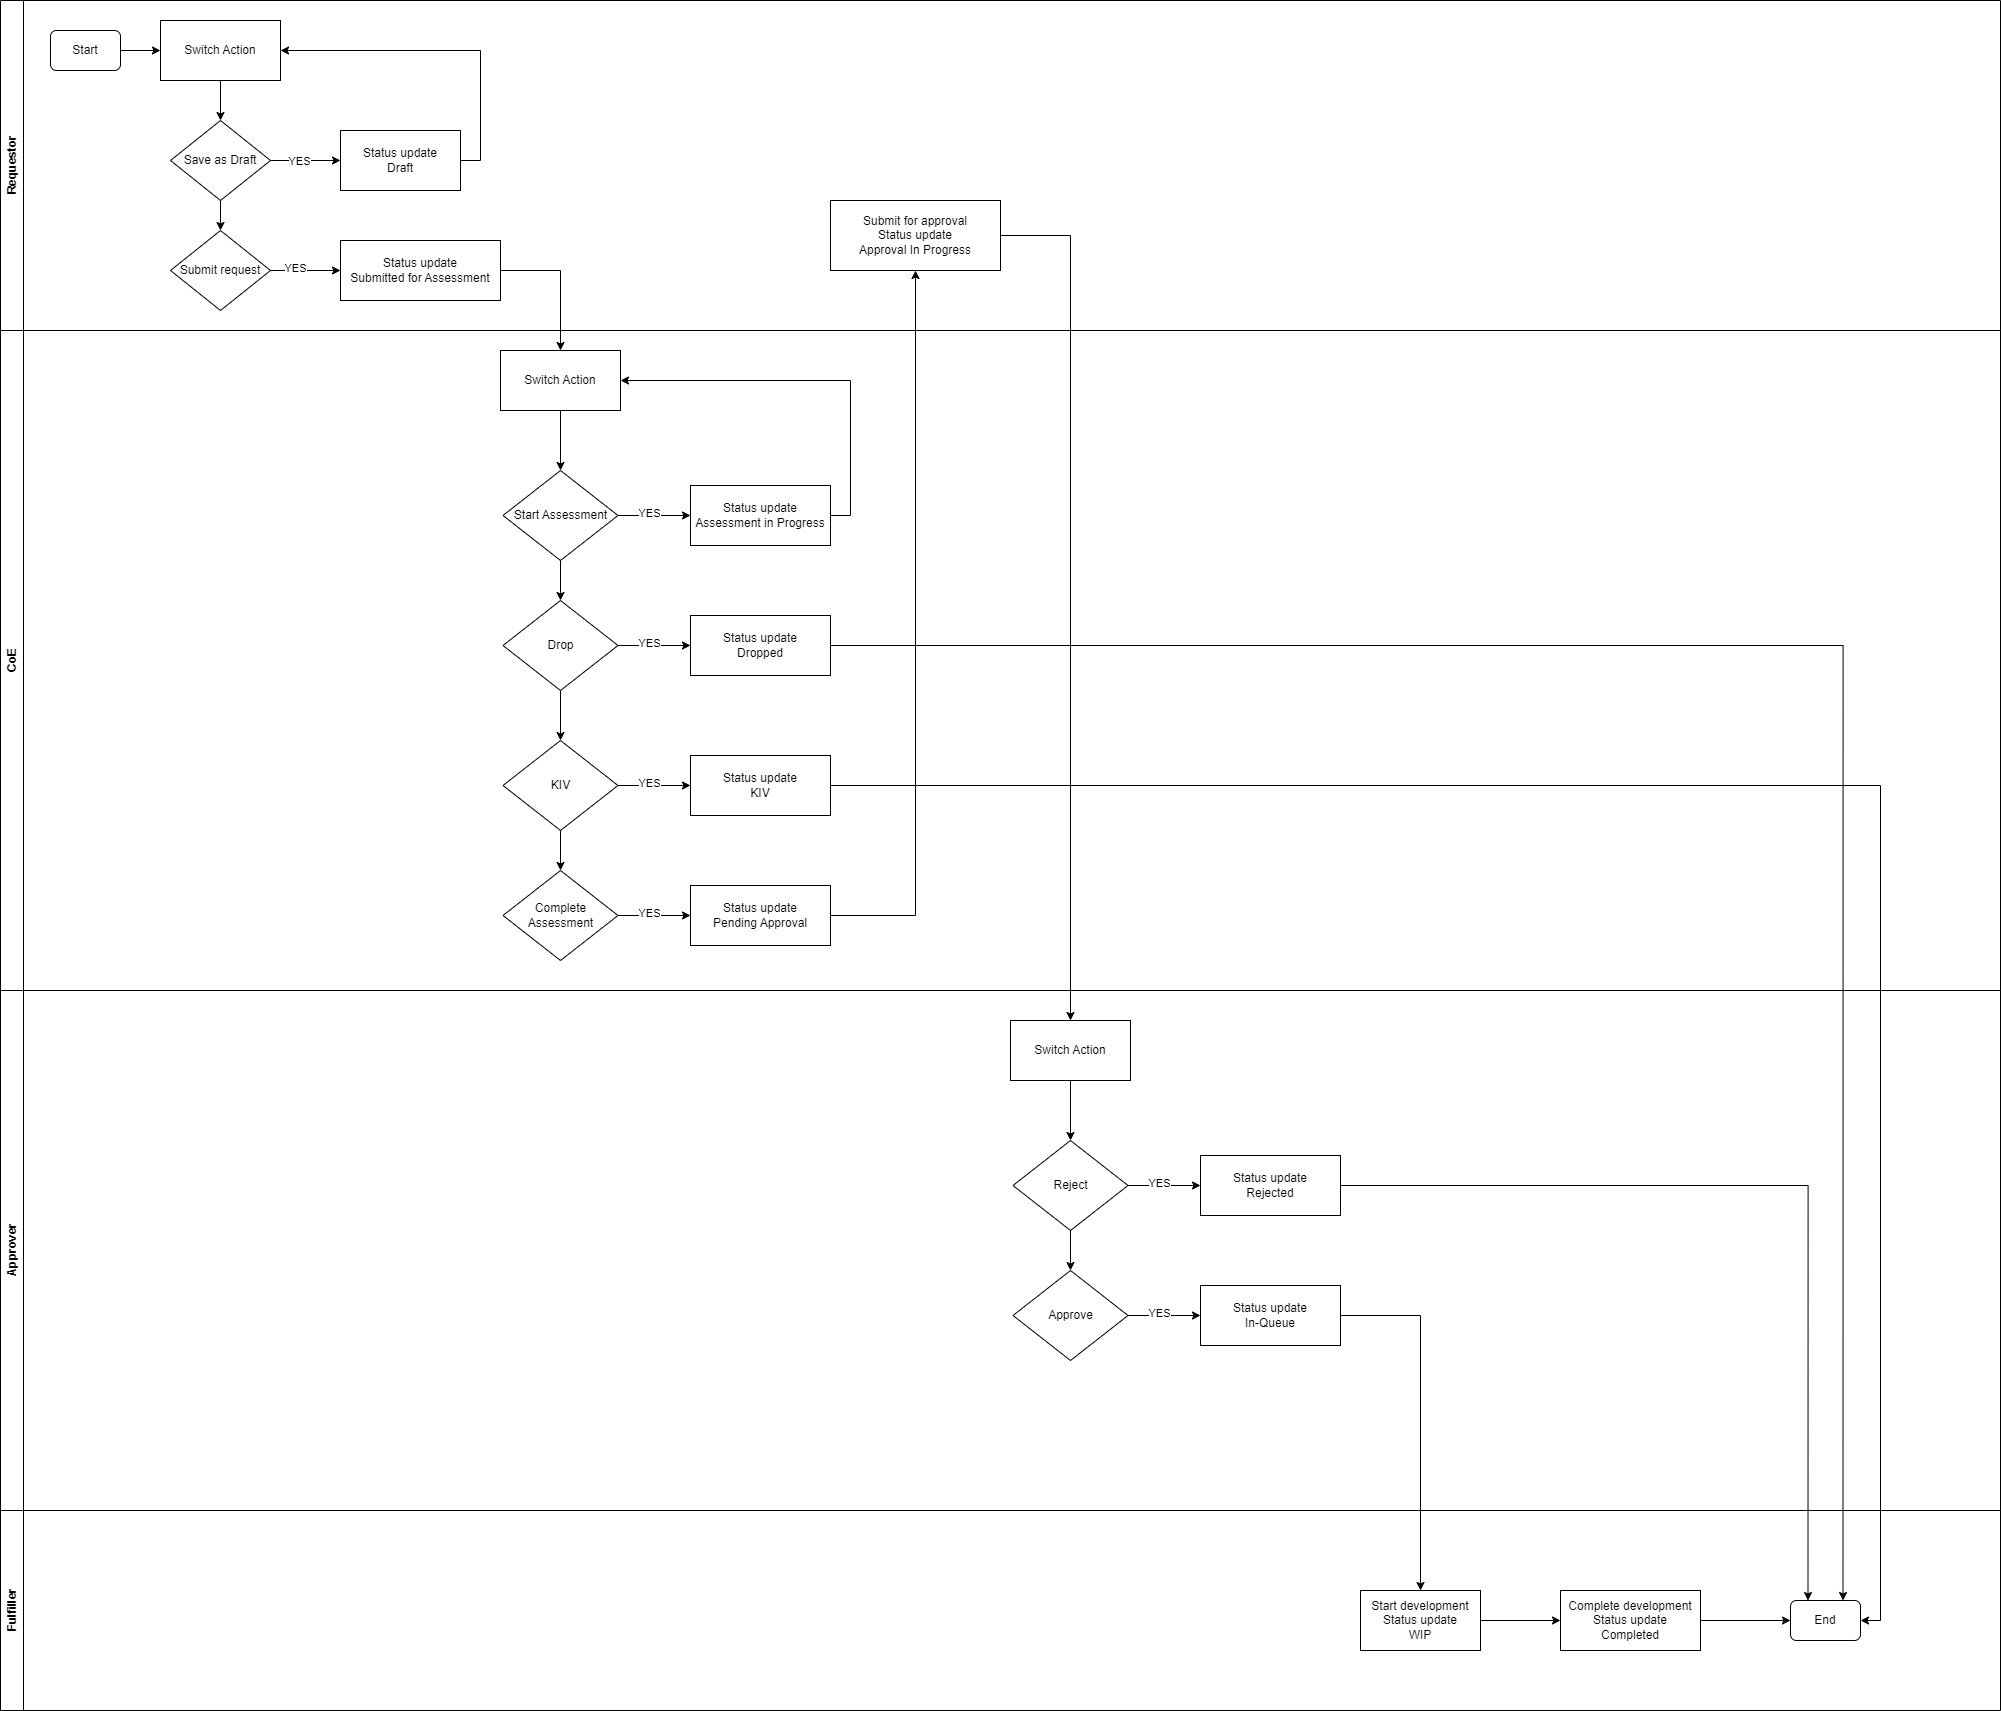 Requestor
Start
Switch Action
Save as Draft
YES
Status update
Draft
Submit request
YES
Status update
Submitted for Assessment
Submit for approval
Status update
Approval In Progress
CoE
Switch Action
Start Assessment
YES
Status update
Assessment in Progress
Drop
YES
Status update
Dropped
KIV
YES
Status update
KIV
Complete
Assessment
YES
Status update
Pending Approval
Approver
Switch Action
Reject
YES
Status update
Rejected
Approve
YES
Status update
In-Queue
Fulfiller
Start development
Status update
WIP
Complete development
Status update
Completed
End